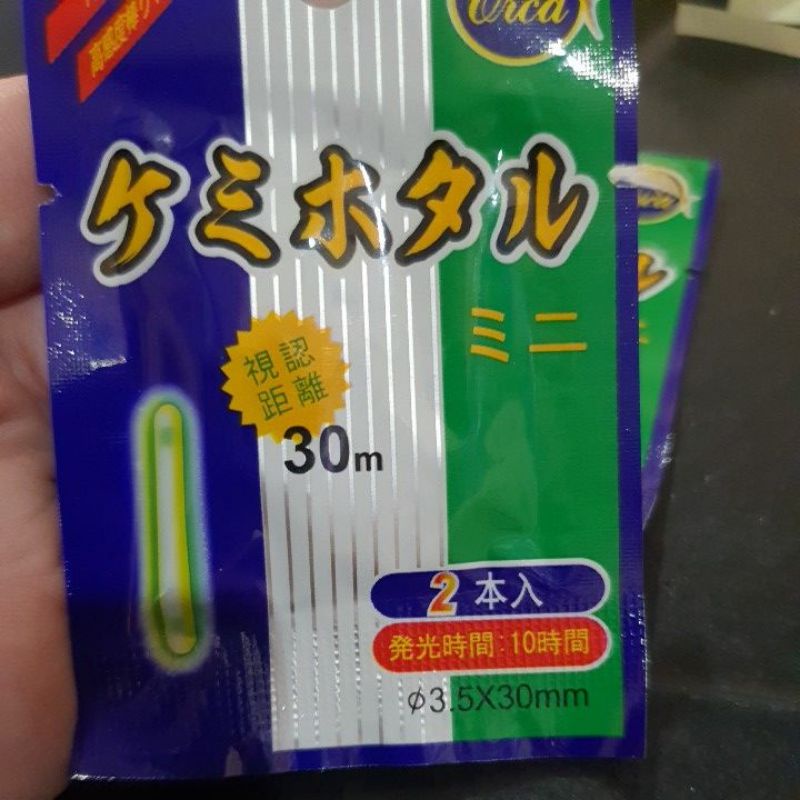 Orca
ケミホタル
ミニ
視認
距離
30m
2本入
発光時間:10時間
φ3.5X30mm